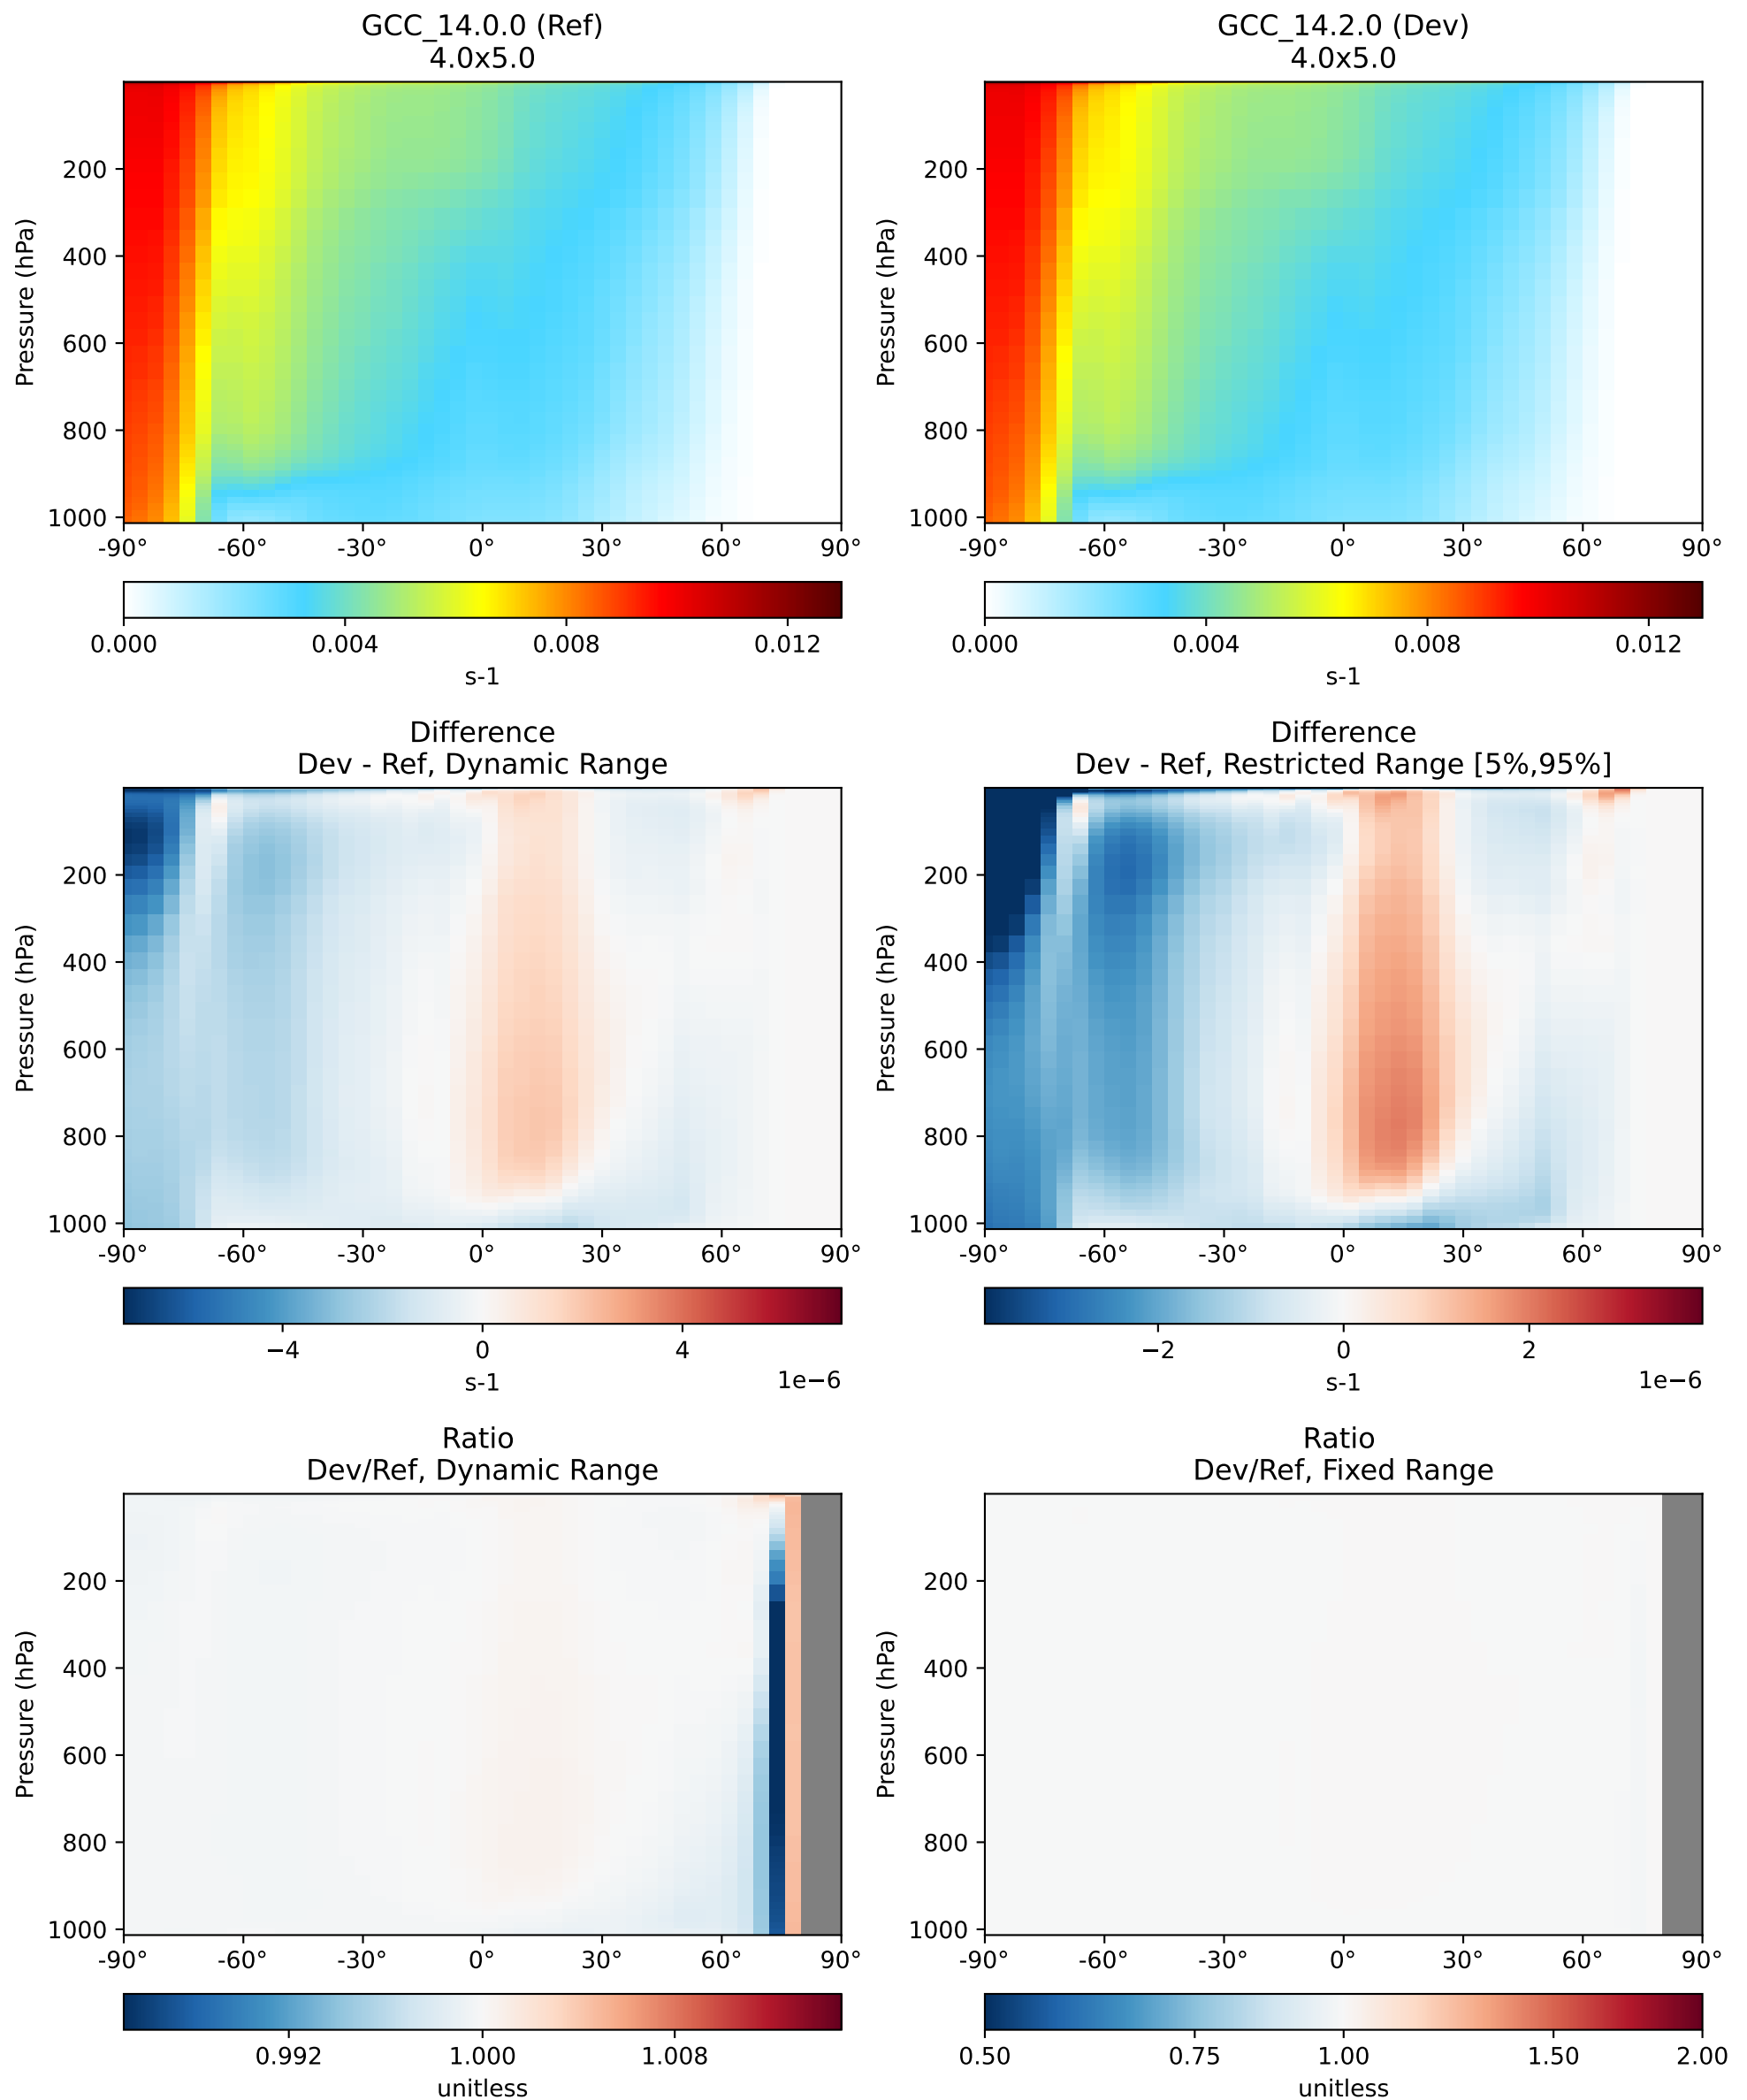 GCC_14.0.0 (Ref)
4.0x5.0
Pressure (hPa)
200
400
600
800
1000
-90° -60° -30° 0° 30° 60° 90°
0.000 0.004 0.008 0.012
s-1
GCC_14.2.0 (Dev)
4.0x5.0
Pressure (hPa)
200
400
600
800
1000
-90° -60° -30° 0° 30° 60° 90°
0.000 0.004 0.008 0.012
s-1
Difference
Dev - Ref, Dynamic Range
Pressure (hPa)
200
400
600
800
1000
-90° -60° -30° 0° 30° 60° 90°
−4 0 4
s-1
1e−6
Difference
Dev - Ref, Restricted Range [5%,95%]
Pressure (hPa)
200
400
600
800
1000
-90° -60° -30° 0° 30° 60° 90°
−2 0 2
s-1
1e−6
Ratio
Dev/Ref, Dynamic Range
Pressure (hPa)
200
400
600
800
1000
-90° -60° -30° 0° 30° 60° 90°
0.992 1.000 1.008
unitless
Ratio
Dev/Ref, Fixed Range
Pressure (hPa)
200
400
600
800
1000
-90° -60° -30° 0° 30° 60° 90°
0.50 0.75 1.00 1.50 2.00
unitless